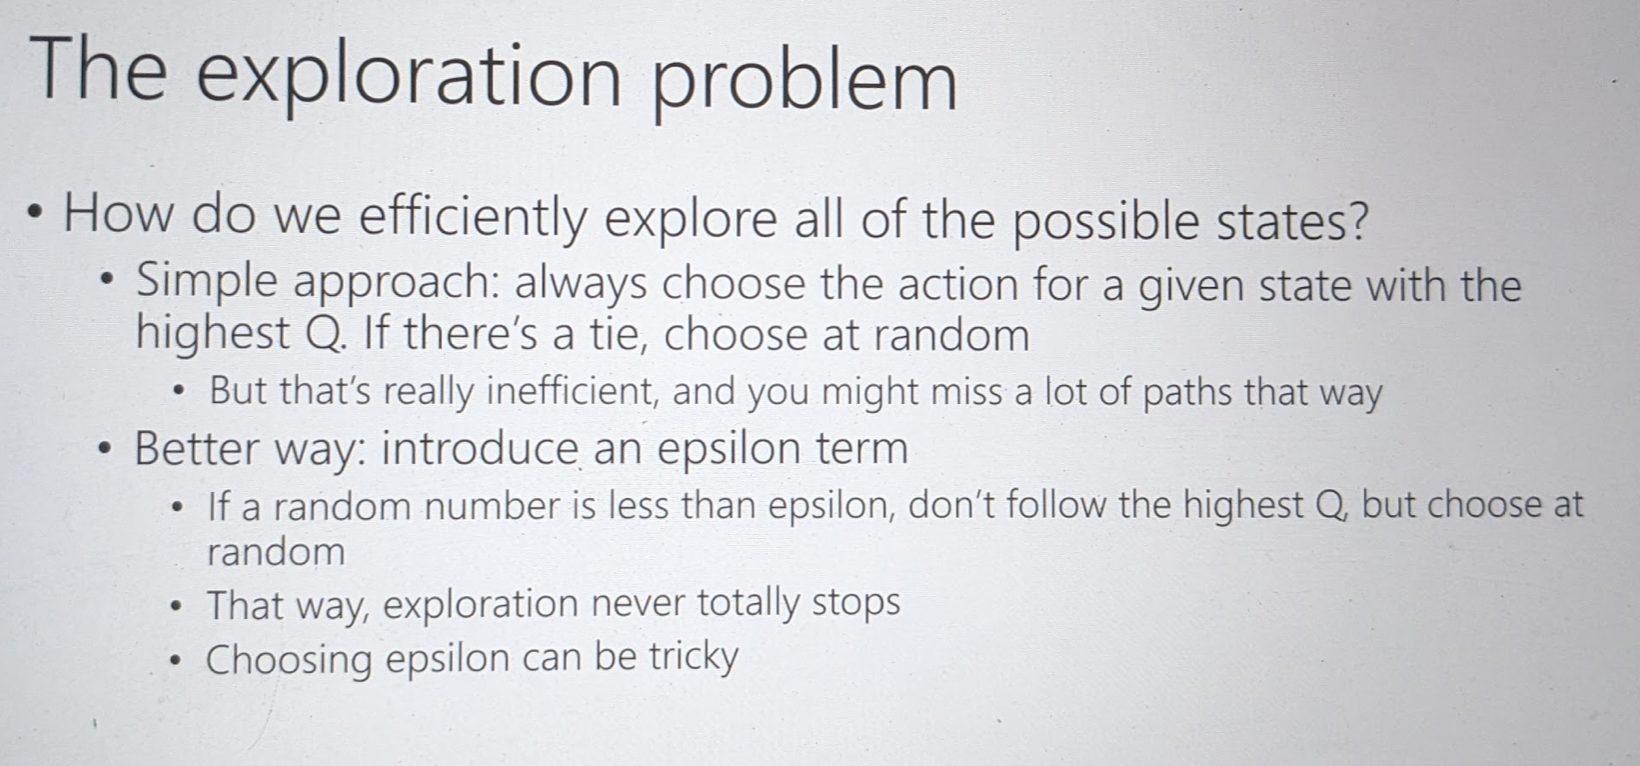 The exploration problem
• How do we efficiently explore all of the possible states?
• Simple approach: always choose the action for a given state with the
highest Q. If there's a tie, choose at random
• But that's really inefficient, and you might miss a lot of paths that way
• Better way: introduce an epsilon term
• If a random number is less than epsilon, don't follow the highest Q, but choose at
random
• That way, exploration never totally stops
• Choosing epsilon can be tricky